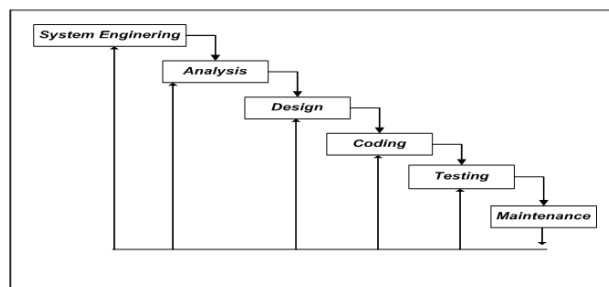 System Enginering
Analysis
Design
Coding
Testing
Maintenance